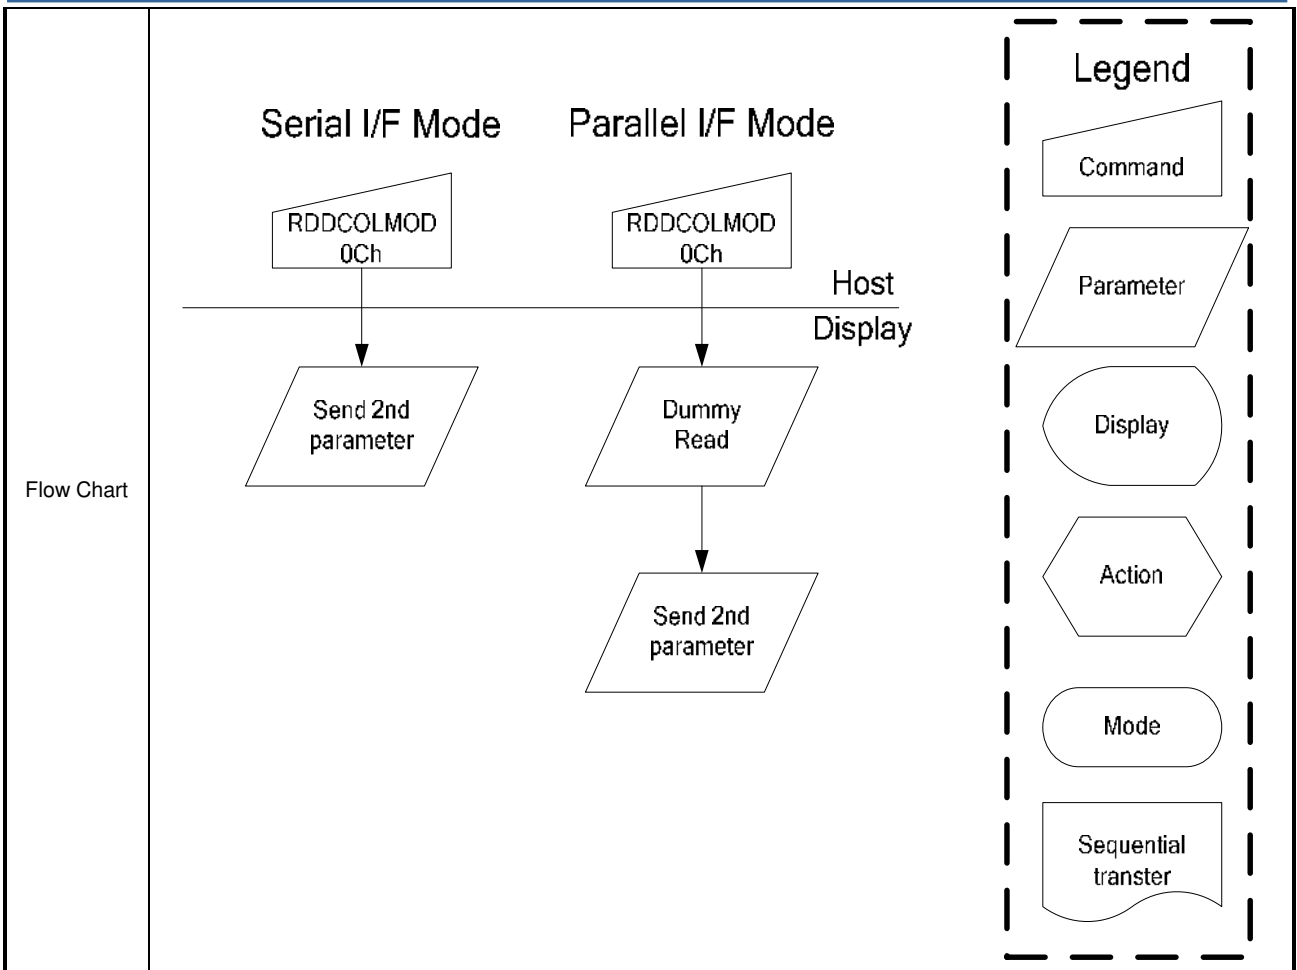 Flow Chart
Serial I/F Mode
RDDCOLMOD
0Ch
Send 2nd
parameter
Parallel I/F Mode
RDDCOLMOD
0Ch
Host
Display
Dummy
Read
Send 2nd
parameter
Legend
Command
Parameter
Display
Action
Mode
Sequential
transter